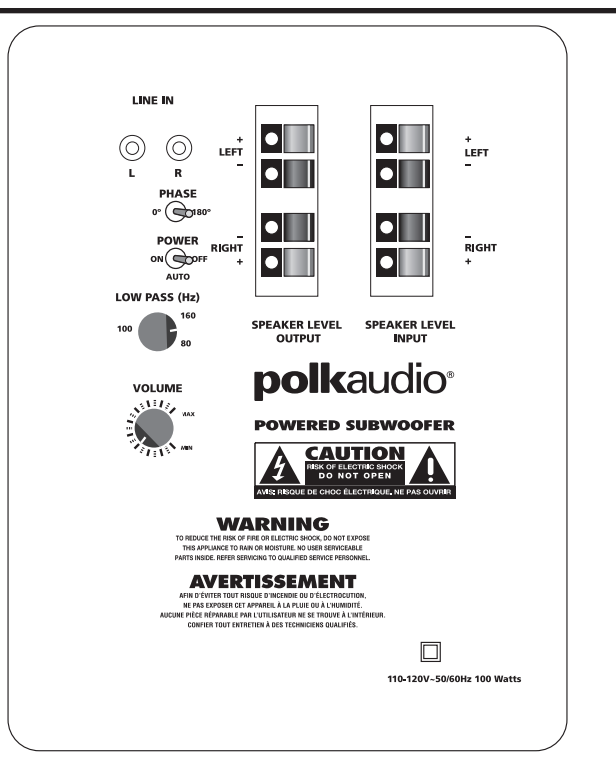 LINE IN
L R
PHASE
0° 180°
POWER
ON OFF
AUTO
LOW PASS (Hz)
160
100
80
VOLUME
MAX
MIN
+
LEFT
–
–
RIGHT
+
+
LEFT
–
–
RIGHT
+
SPEAKER LEVEL
OUTPUT
SPEAKER LEVEL
INPUT
polkaudio®
POWERED SUBWOOFER
CAUTION
RISK OF ELECTRIC SHOCK
DO NOT OPEN
AVIS: RISQUE DE CHOC ÉLECTRIQUE, NE PAS OUVRIR
WARNING
TO REDUCE THE RISK OF FIRE OR ELECTRIC SHOCK, DO NOT EXPOSE
THIS APPLIANCE TO RAIN OR MOISTURE. NO USER SERVICEABLE
PARTS INSIDE. REFER SERVICING TO QUALIFIED SERVICE PERSONNEL.
AVERTISSEMENT
AFIN D'ÉVITER TOUT RISQUE D'INCENDIE OU D'ÉLECTROCUTION,
NE PAS EXPOSER CET APPAREIL À LA PLUIE OU À L'HUMIDITÉ.
AUCUNE PIÈCE RÉPARABLE PAR L'UTILISATEUR NE SE TROUVE À L'INTÉRIEUR.
CONFIER TOUT ENTRETIEN À DES TECHNICIENS QUALIFIÉS.
110-120V~50/60Hz 100 Watts